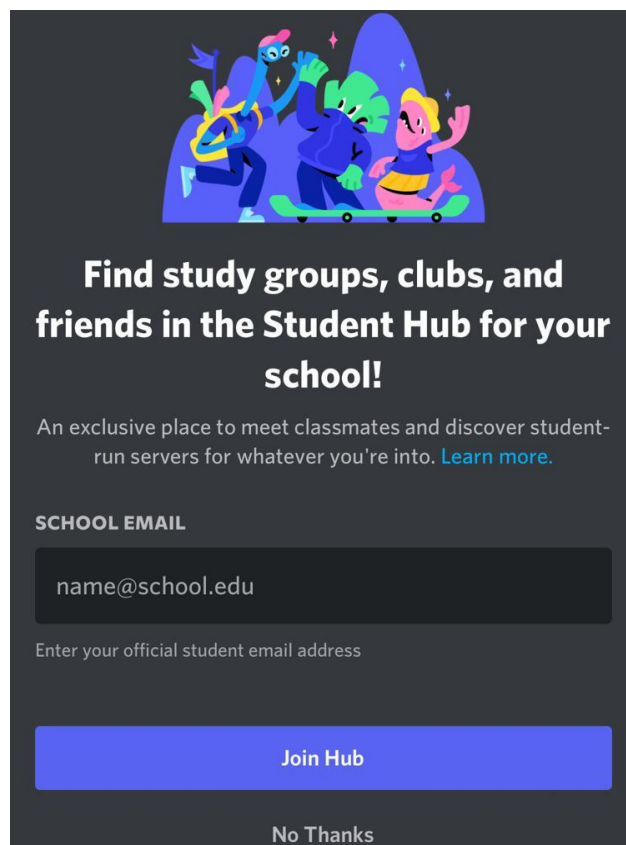 Find study groups, clubs, and
friends in the Student Hub for your
school!
An exclusive place to meet classmates and discover student-
run servers for whatever you're into. Learn more.
SCHOOL EMAIL
name@school.edu
Enter your official student email address
Join Hub
No Thanks